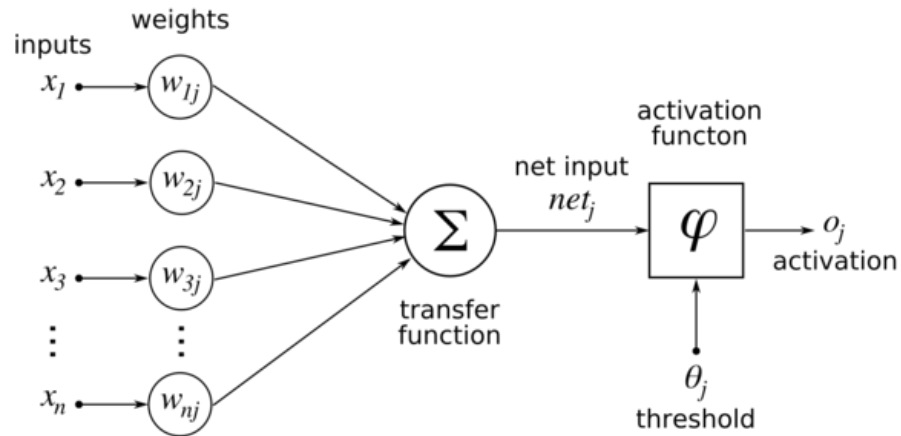 weights
inputs
x₁
w₁ⱼ
activation
functon
x₂
w₂ⱼ
net input
netⱼ
Σ
φ
oⱼ
activation
x₃
w₃ⱼ
transfer
function
⋮
⋮
θⱼ
threshold
xₙ
wₙⱼ